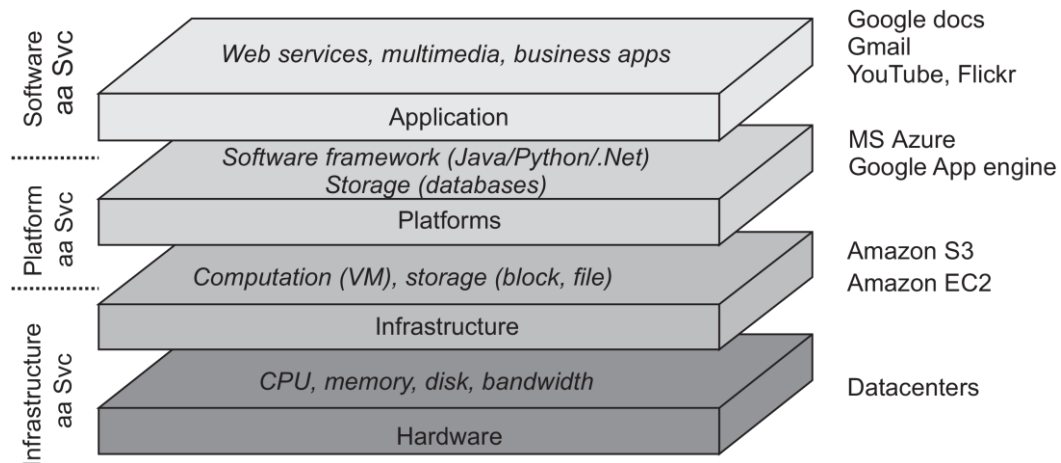 Software
aa Svc
Web services, multimedia, business apps
Application
Google docs
Gmail
YouTube, Flickr
Platform
aa Svc
Software framework (Java/Python/.Net)
Storage (databases)
Platforms
MS Azure
Google App engine
Computation (VM), storage (block, file)
Infrastructure
Amazon S3
Amazon EC2
Infrastructure
aa Svc
CPU, memory, disk, bandwidth
Hardware
Datacenters